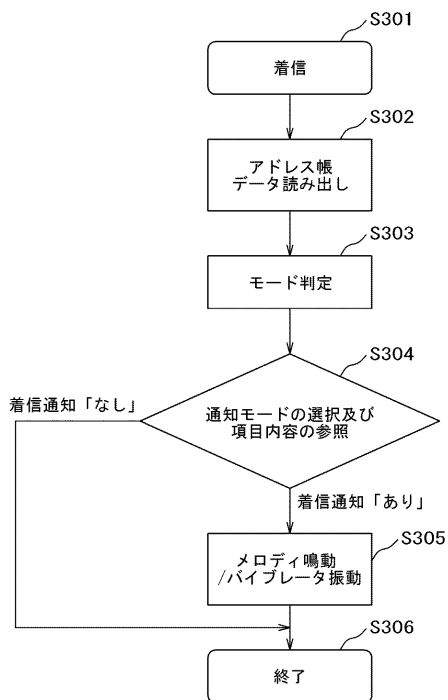 S301
着信
S302
アドレス帳
データ読み出し
S303
モード判定
S304
通知モードの選択及び
項目内容の参照
着信通知「なし」
着信通知「あり」
S305
メロディ鳴動
/バイブレータ振動
S306
終了